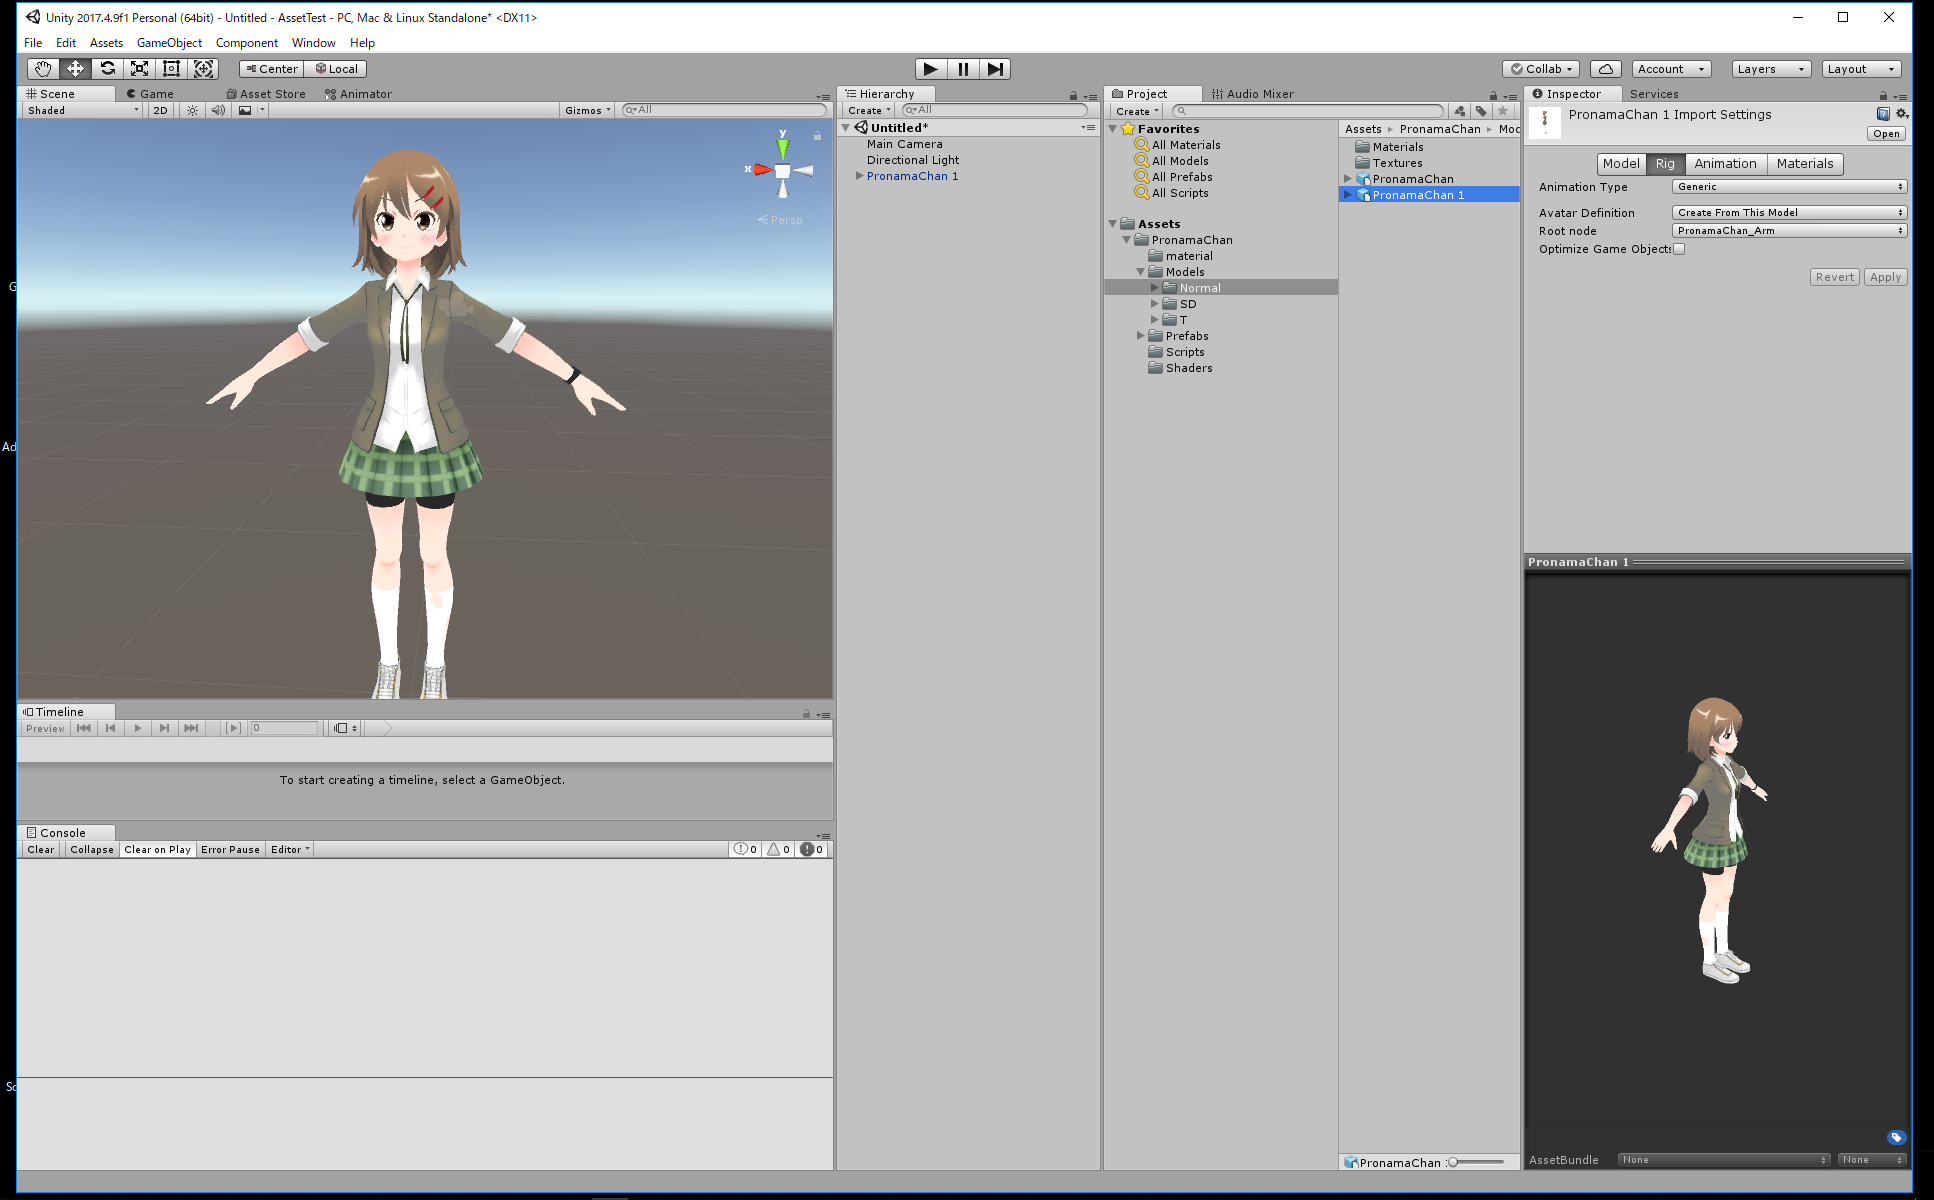 Unity 2017.4.9f1 Personal (64bit) - Untitled - AssetTest - PC, Mac & Linux Standalone* <DX11>
File Edit Assets GameObject Component Window Help
Center Local Collab Account Layers Layout
Scene Game Asset Store Animator
Shaded 2D Gizmos All
y
x
Persp
Timeline
Preview 0
To start creating a timeline, select a GameObject.
Console
Clear Collapse Clear on Play Error Pause Editor 0 0 0
Hierarchy
Create All
Untitled*
Main Camera
Directional Light
PronamaChan 1
Project Audio Mixer
Create
Favorites
All Materials
All Models
All Prefabs
All Scripts
Assets
PronamaChan
material
Models
Normal
SD
T
Prefabs
Scripts
Shaders
Assets PronamaChan Moc
Materials
Textures
PronamaChan
PronamaChan 1
PronamaChan :
Inspector Services
PronamaChan 1 Import Settings
Open
Model Rig Animation Materials
Animation Type Generic
Avatar Definition Create From This Model
Root node PronamaChan_Arm
Optimize Game Objects
Revert Apply
PronamaChan 1
AssetBundle None None
G
Ad